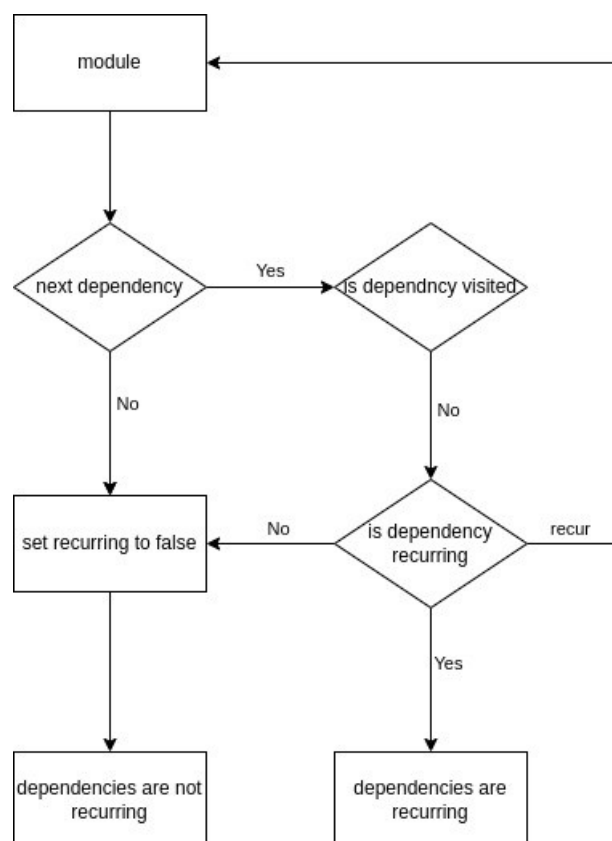 module
next dependency
Yes
is dependncy visited
No
No
set recurring to false
No
is dependency
recurring
recur
Yes
dependencies are not
recurring
dependencies are
recurring